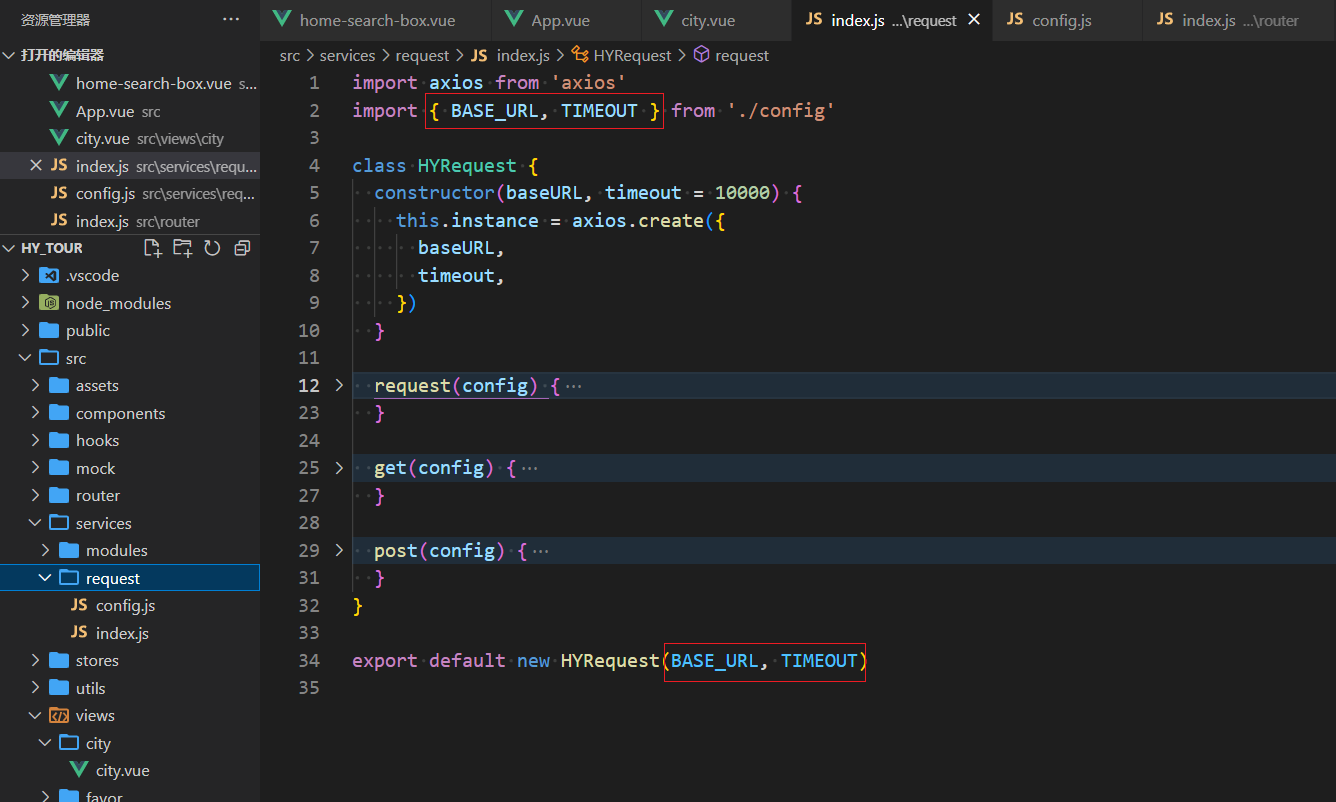 资源管理器 ···
打开的编辑器
home-search-box.vue s...
App.vue src
city.vue src\views\city
JS index.js src\services\requ...
JS config.js src\services\req...
JS index.js src\router
HY_TOUR
.vscode
node_modules
public
src
assets
components
hooks
mock
router
services
modules
request
JS config.js
JS index.js
stores
utils
views
city
city.vue
favor
home-search-box.vue
App.vue
city.vue
JS index.js ...\request
JS config.js
JS index.js ...\router
src > services > request > JS index.js > HYRequest > request
1 import axios from 'axios'
2 import { BASE_URL, TIMEOUT } from './config'
3
4 class HYRequest {
5 constructor(baseURL, timeout = 10000) {
6 this.instance = axios.create({
7 baseURL,
8 timeout,
9 })
10 }
11
12 request(config) { ···
23 }
24
25 get(config) { ···
27 }
28
29 post(config) { ···
31 }
32 }
33
34 export default new HYRequest(BASE_URL, TIMEOUT)
35